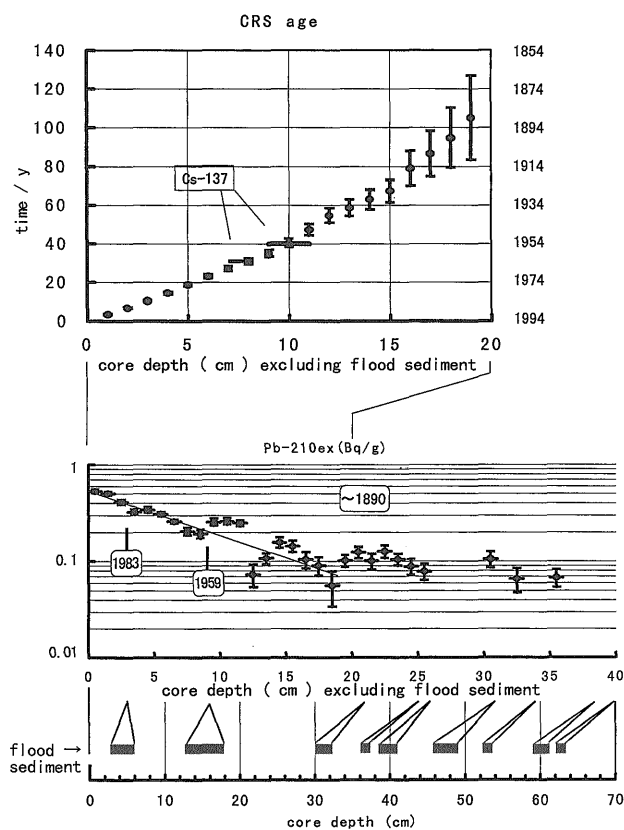 CRS age
140 1854
120 1874
100 1894
80 1914
60 1934
40 1954
20 1974
0 1994
time / y
Cs-137
0 5 10 15 20
core depth ( cm ) excluding flood sediment
Pb-210ex(Bq/g)
1
0.1
0.01
~1890
1983
1959
0 5 10 15 20 25 30 35 40
core depth ( cm ) excluding flood sediment
flood →
sediment
0 10 20 30 40 50 60 70
core depth (cm)